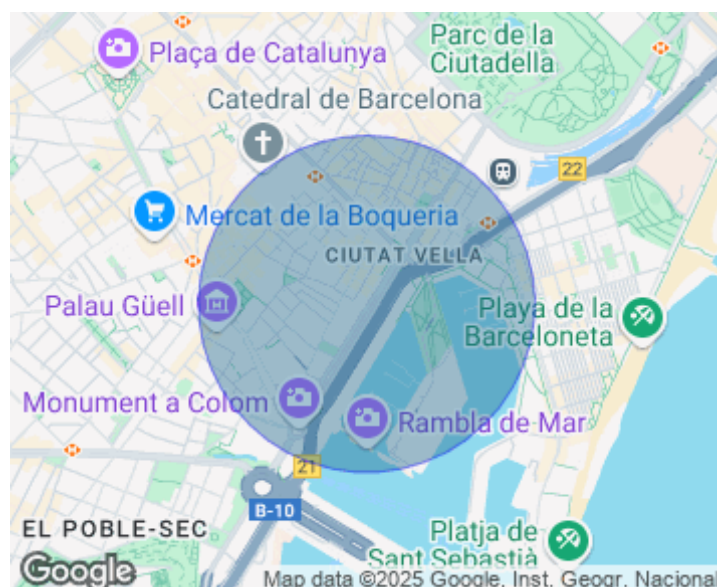 Plaça de Catalunya
Parc de la
Ciutadella
Catedral de Barcelona
22
Mercat de la Boqueria
CIUTAT VELLA
Palau Güell
Playa de la
Barceloneta
Monument a Colom
Rambla de Mar
21
B-10
EL POBLE-SEC
Platja de
Sant Sebastià
Google
Map data ©2025 Google, Inst. Geogr. Nacional